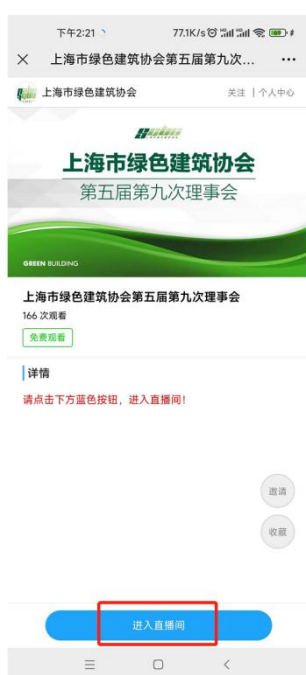 下午2:21
77.1K/s
上海市绿色建筑协会第五届第九次...
上海市绿色建筑协会
关注 | 个人中心
上海市绿色建筑协会
第五届第九次理事会
GREEN BUILDING
上海市绿色建筑协会第五届第九次理事会
166 次观看
免费观看
详情
请点击下方蓝色按钮，进入直播间！
邀请
收藏
进入直播间